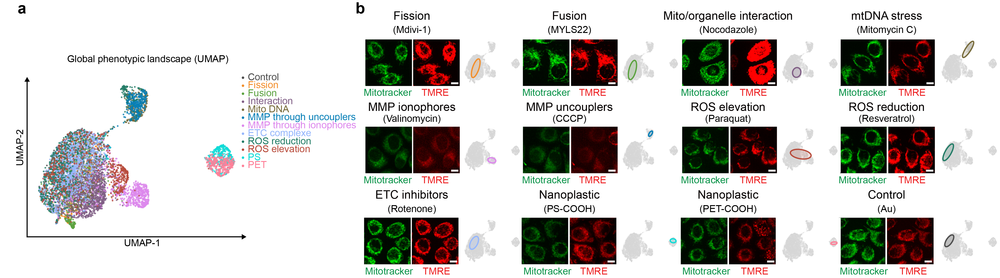 a
Global phenotypic landscape (UMAP)
UMAP-2
UMAP-1
Control
Fission
Fusion
Interaction
Mito DNA
MMP through uncouplers
MMP through ionophores
ETC complexe
ROS reduction
ROS elevation
PS
PET
b
Fission
(Mdivi-1)
Mitotracker TMRE
Fusion
(MYLS22)
Mitotracker TMRE
Mito/organelle interaction
(Nocodazole)
Mitotracker TMRE
mtDNA stress
(Mitomycin C)
Mitotracker TMRE
MMP ionophores
(Valinomycin)
Mitotracker TMRE
MMP uncouplers
(CCCP)
Mitotracker TMRE
ROS elevation
(Paraquat)
Mitotracker TMRE
ROS reduction
(Resveratrol)
Mitotracker TMRE
ETC inhibitors
(Rotenone)
Mitotracker TMRE
Nanoplastic
(PS-COOH)
Mitotracker TMRE
Nanoplastic
(PET-COOH)
Mitotracker TMRE
Control
(Au)
Mitotracker TMRE